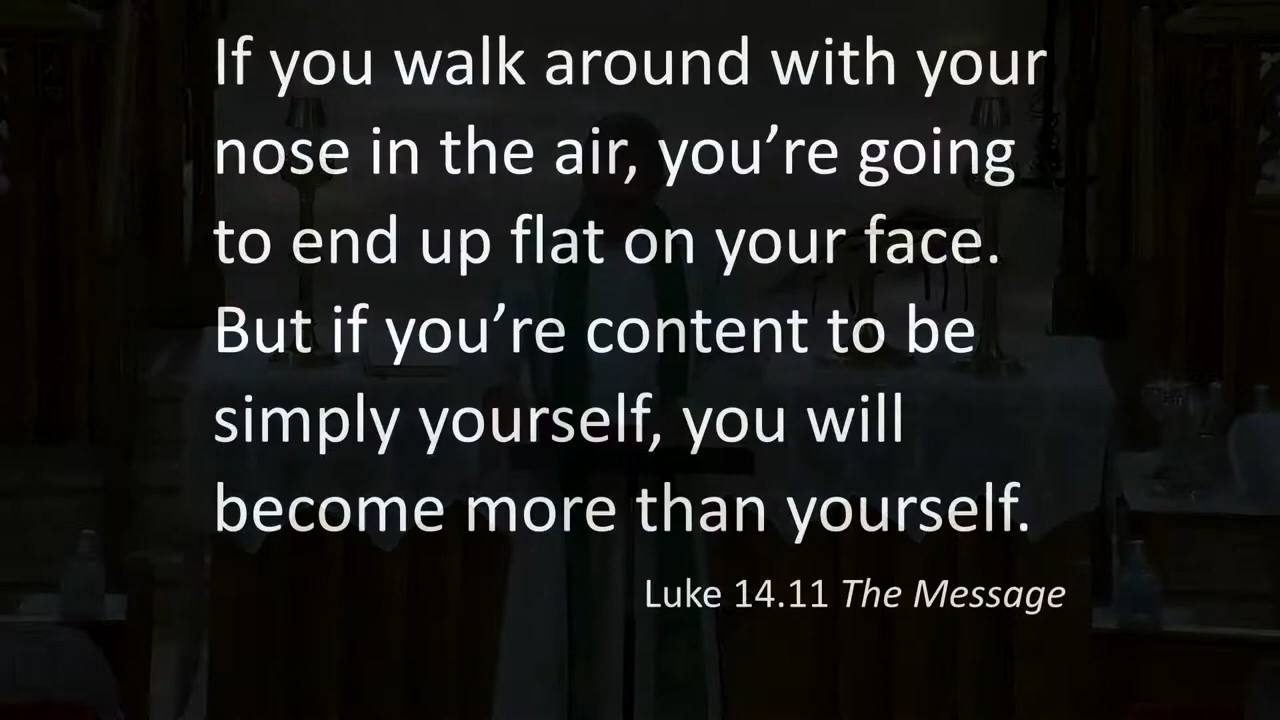 If you walk around with your
nose in the air, you’re going
to end up flat on your face.
But if you’re content to be
simply yourself, you will
become more than yourself.
Luke 14.11 The Message